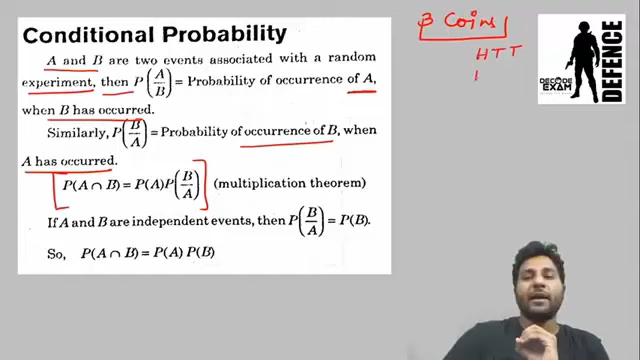 Conditional Probability
A and B are two events associated with a random
experiment, then P(A/B) = Probability of occurrence of A,
when B has occurred.
Similarly, P(B/A) = Probability of occurrence of B, when
A has occurred.
P(A ∩ B) = P(A)P(B/A) (multiplication theorem)
If A and B are independent events, then P(B/A) = P(B).
So, P(A ∩ B) = P(A) P(B)
3 Coins
HTT
DECODE
EXAM
DEFENCE